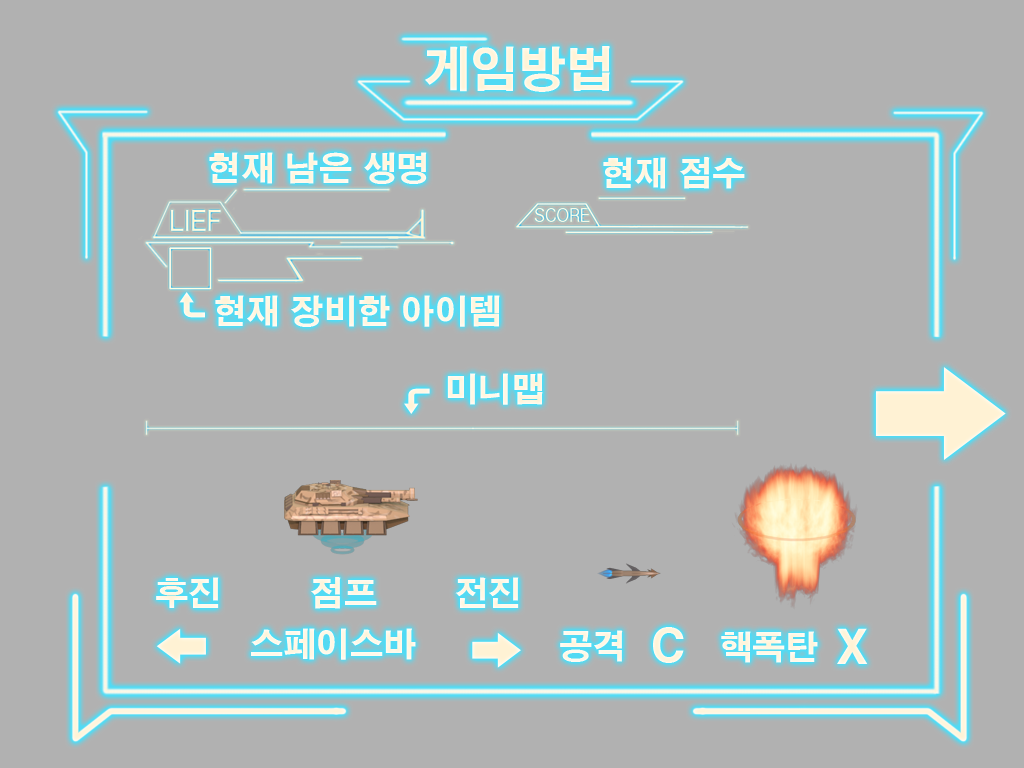 게임방법
현재 남은 생명
현재 점수
LIEF
SCORE
현재 장비한 아이템
미니맵
후진
점프
전진
스페이스바
공격 C
핵폭탄 X